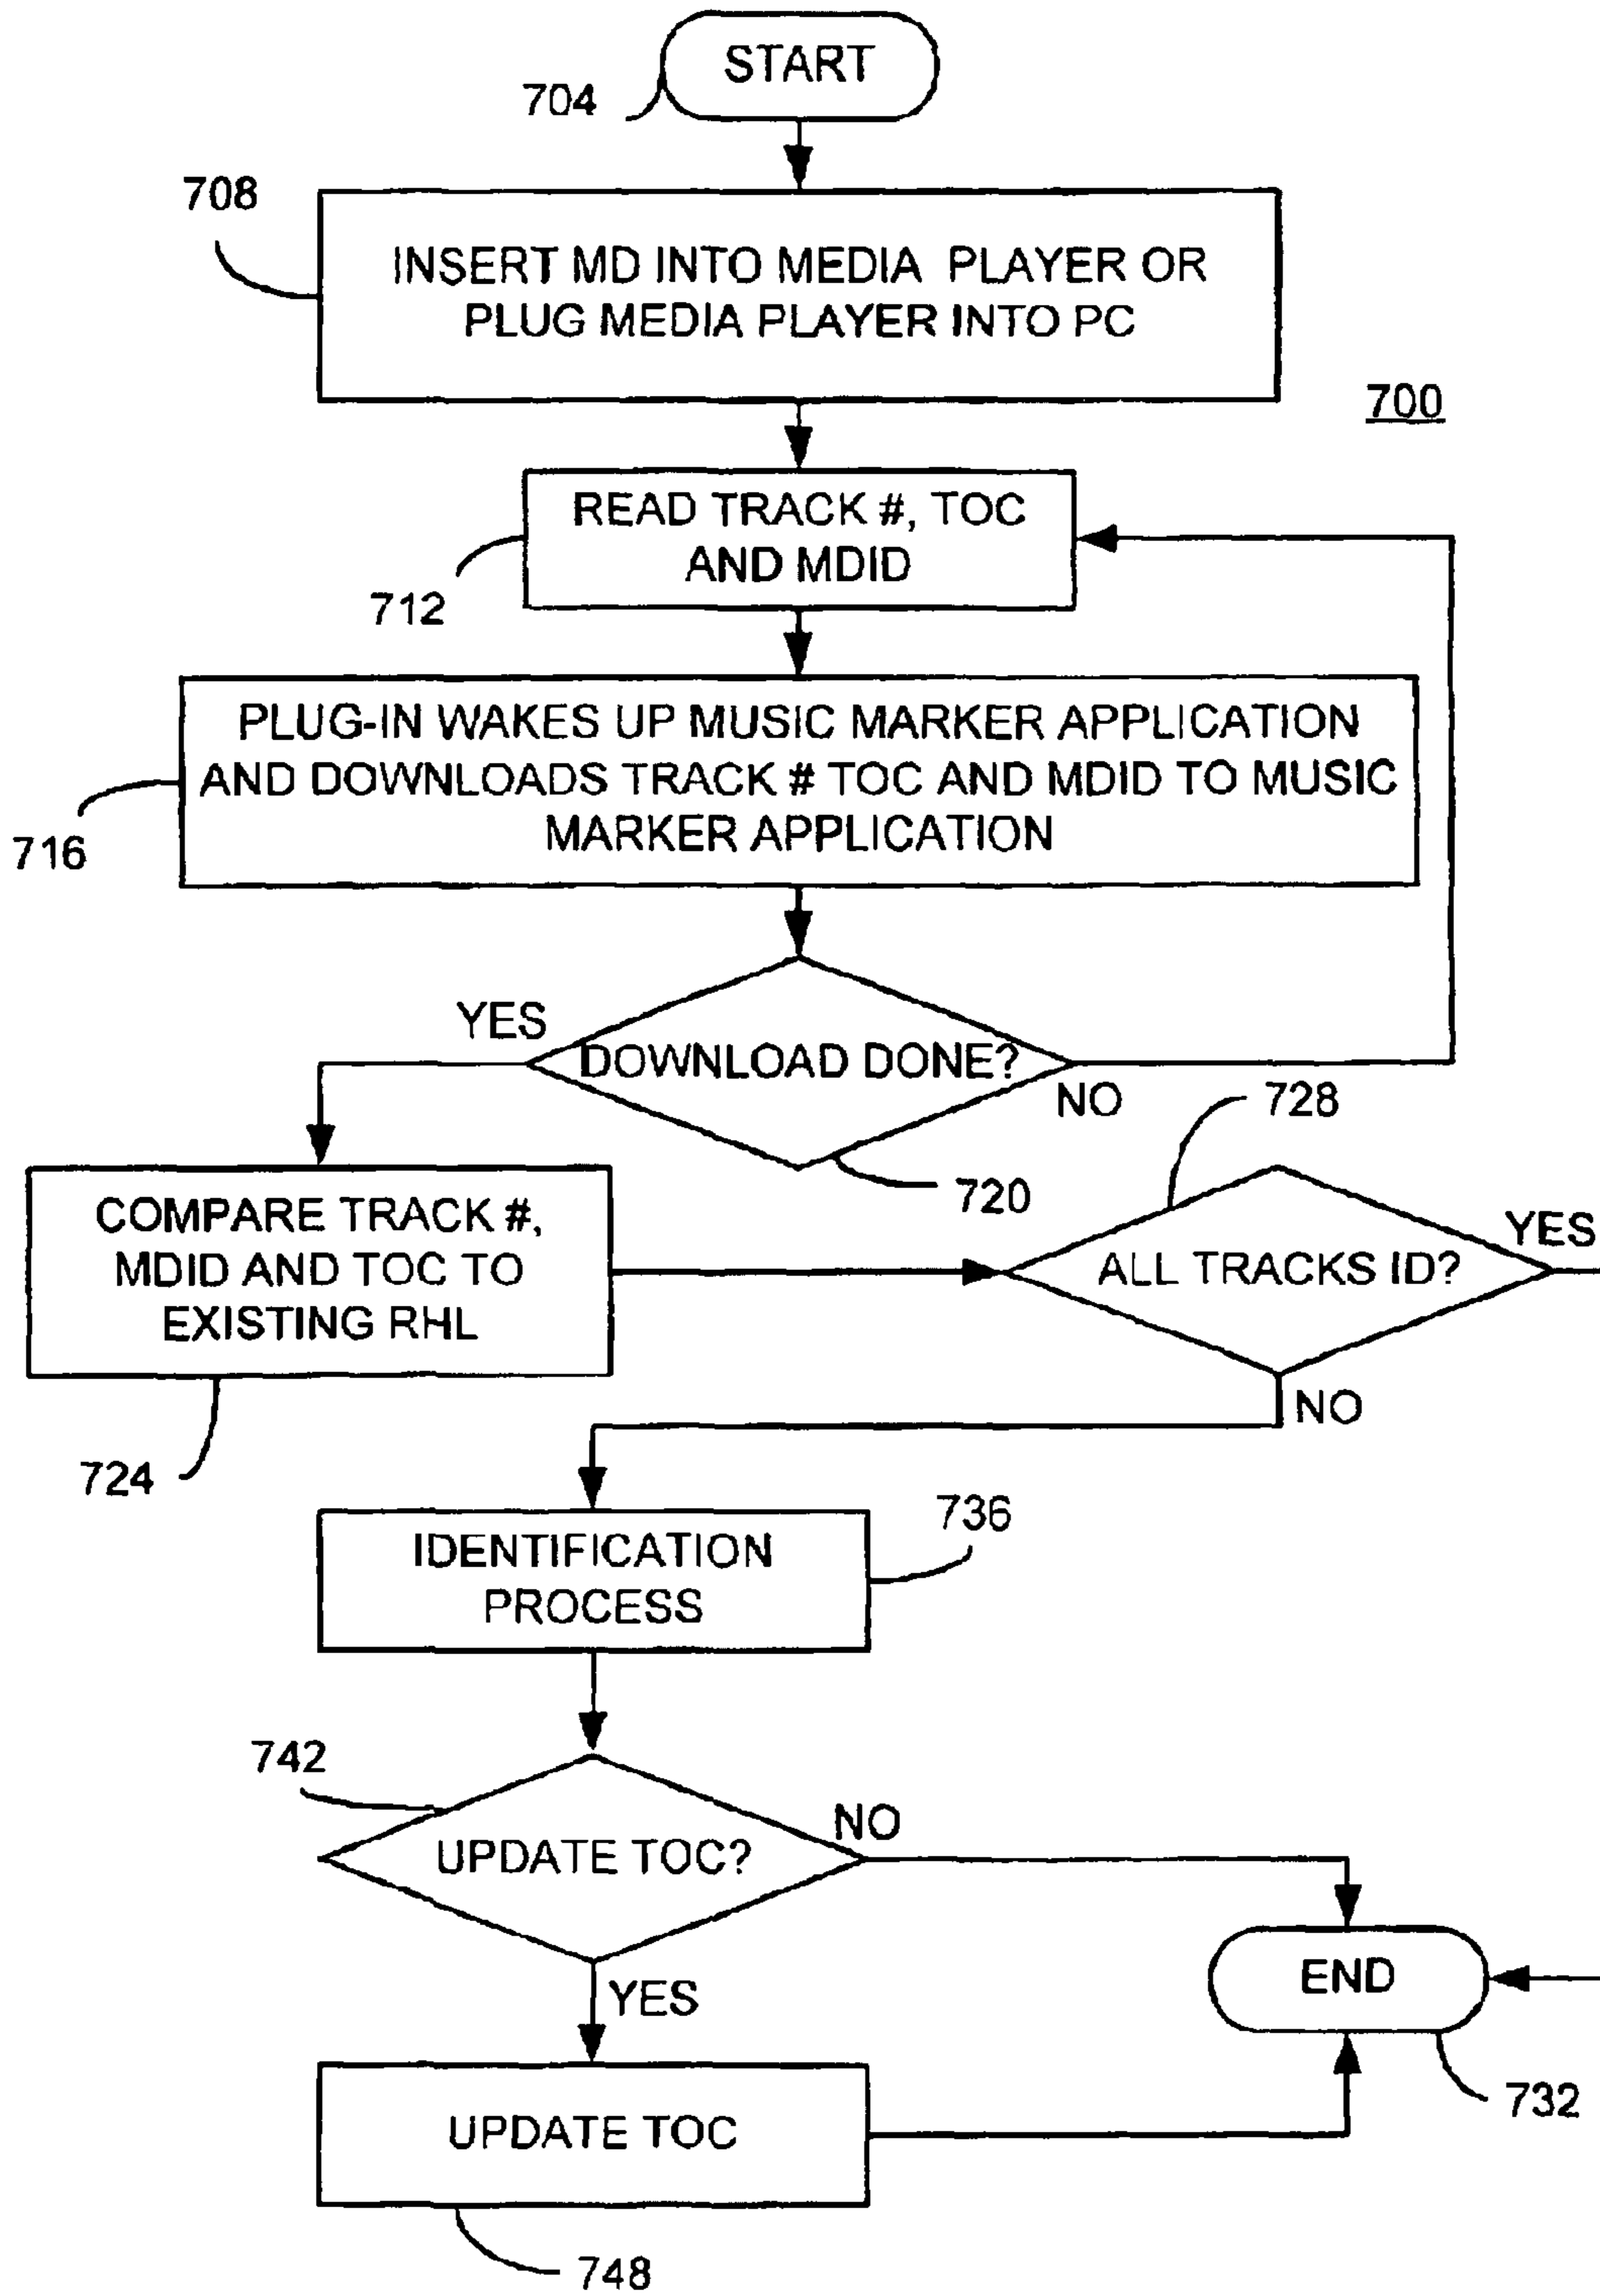 START
704
708
INSERT MD INTO MEDIA PLAYER OR
PLUG MEDIA PLAYER INTO PC
700
READ TRACK #, TOC
AND MDID
712
PLUG-IN WAKES UP MUSIC MARKER APPLICATION
AND DOWNLOADS TRACK # TOC AND MDID TO MUSIC
MARKER APPLICATION
716
YES
DOWNLOAD DONE?
NO
728
720
COMPARE TRACK #,
MDID AND TOC TO
EXISTING RHL
YES
ALL TRACKS ID?
NO
724
736
IDENTIFICATION
PROCESS
742
NO
UPDATE TOC?
END
YES
732
UPDATE TOC
748